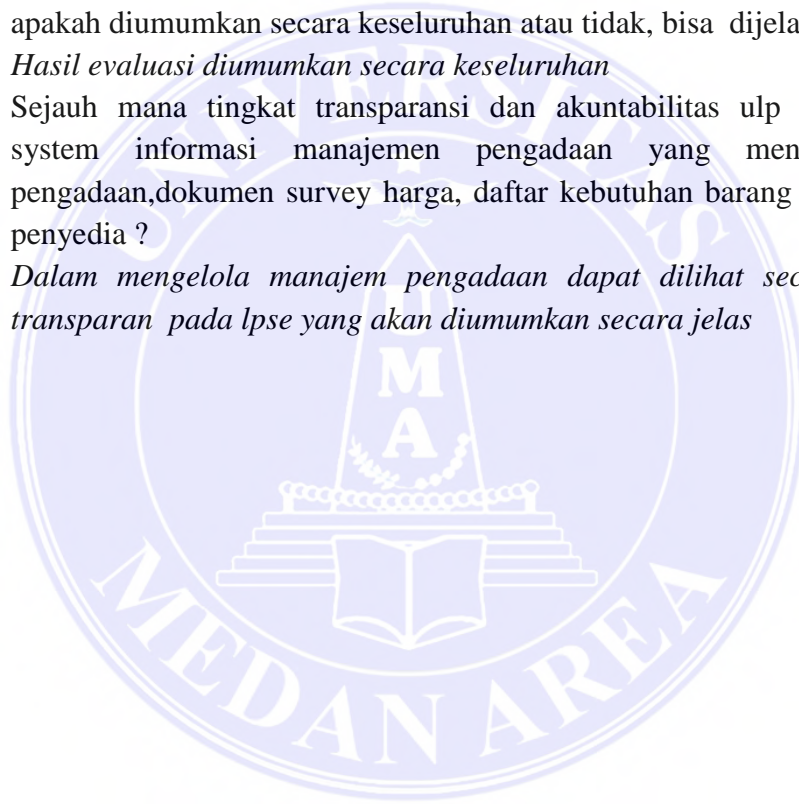 apakah diumumkan secara keseluruhan atau tidak, bisa dijela
Hasil evaluasi diumumkan secara keseluruhan
Sejauh mana tingkat transparansi dan akuntabilitas ulp
system informasi manajemen pengadaan yang men
pengadaan,dokumen survey harga, daftar kebutuhan barang
penyedia ?
Dalam mengelola manajem pengadaan dapat dilihat sec
transparan pada lpse yang akan diumumkan secara jelas
UNIVERSITAS
UMA
MEDAN AREA